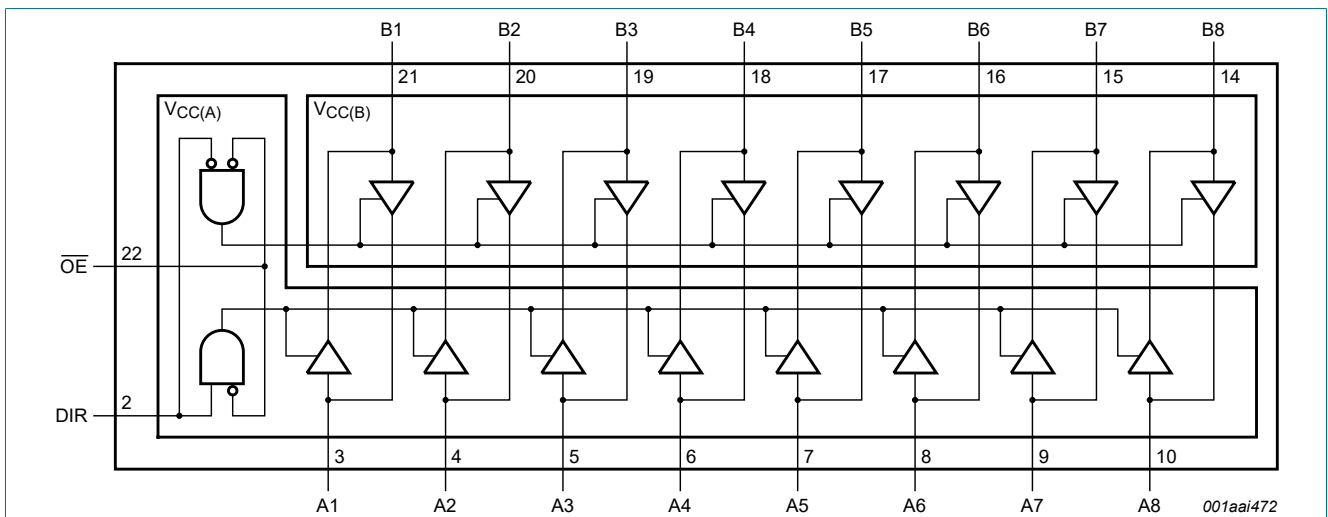 B1 B2 B3 B4 B5 B6 B7 B8
21 20 19 18 17 16 15 14
VCC(A) VCC(B)
22
OE
2
DIR
3 4 5 6 7 8 9 10
A1 A2 A3 A4 A5 A6 A7 A8
001aai472